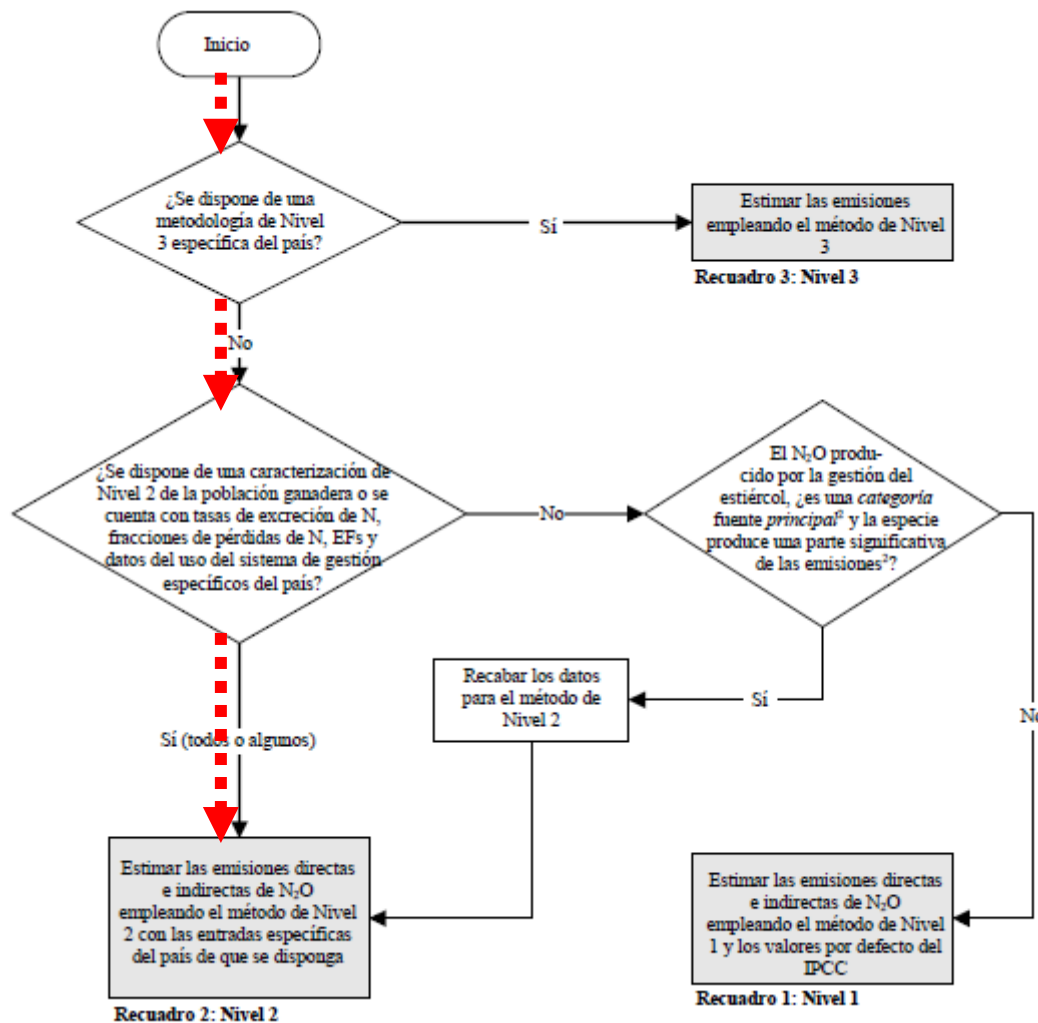 Inicio
¿Se dispone de una
metodología de Nivel
3 específica del país?
Sí
Estimar las emisiones
empleando el método de Nivel
3
Recuadro 3: Nivel 3
No
¿Se dispone de una caracterización de
Nivel 2 de la población ganadera o se
cuenta con tasas de excreción de N,
fracciones de pérdidas de N, EFs y
datos del uso del sistema de gestión
específicos del país?
No
El N₂O produ-
cido por la gestión del
estiércol, ¿es una categoría
fuente principal² y la especie
produce una parte significativa
de las emisiones²?
Recabar los datos
para el método de
Nivel 2
Sí
No
Sí (todos o algunos)
Estimar las emisiones directas
e indirectas de N₂O
empleando el método de Nivel
2 con las entradas específicas
del país de que se disponga
Recuadro 2: Nivel 2
Estimar las emisiones directas
e indirectas de N₂O
empleando el método de Nivel
1 y los valores por defecto del
IPCC
Recuadro 1: Nivel 1